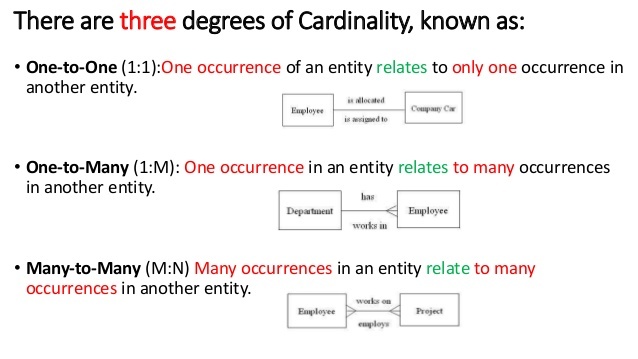 There are three degrees of Cardinality, known as:
• One-to-One (1:1):One occurrence of an entity relates to only one occurrence in
another entity.
is allocated
Employee
Company Car
is assigned to
• One-to-Many (1:M): One occurrence in an entity relates to many occurrences
in another entity.
has
Department
Employee
works in
• Many-to-Many (M:N) Many occurrences in an entity relate to many
occurrences in another entity.
works on
Employee
Project
employs